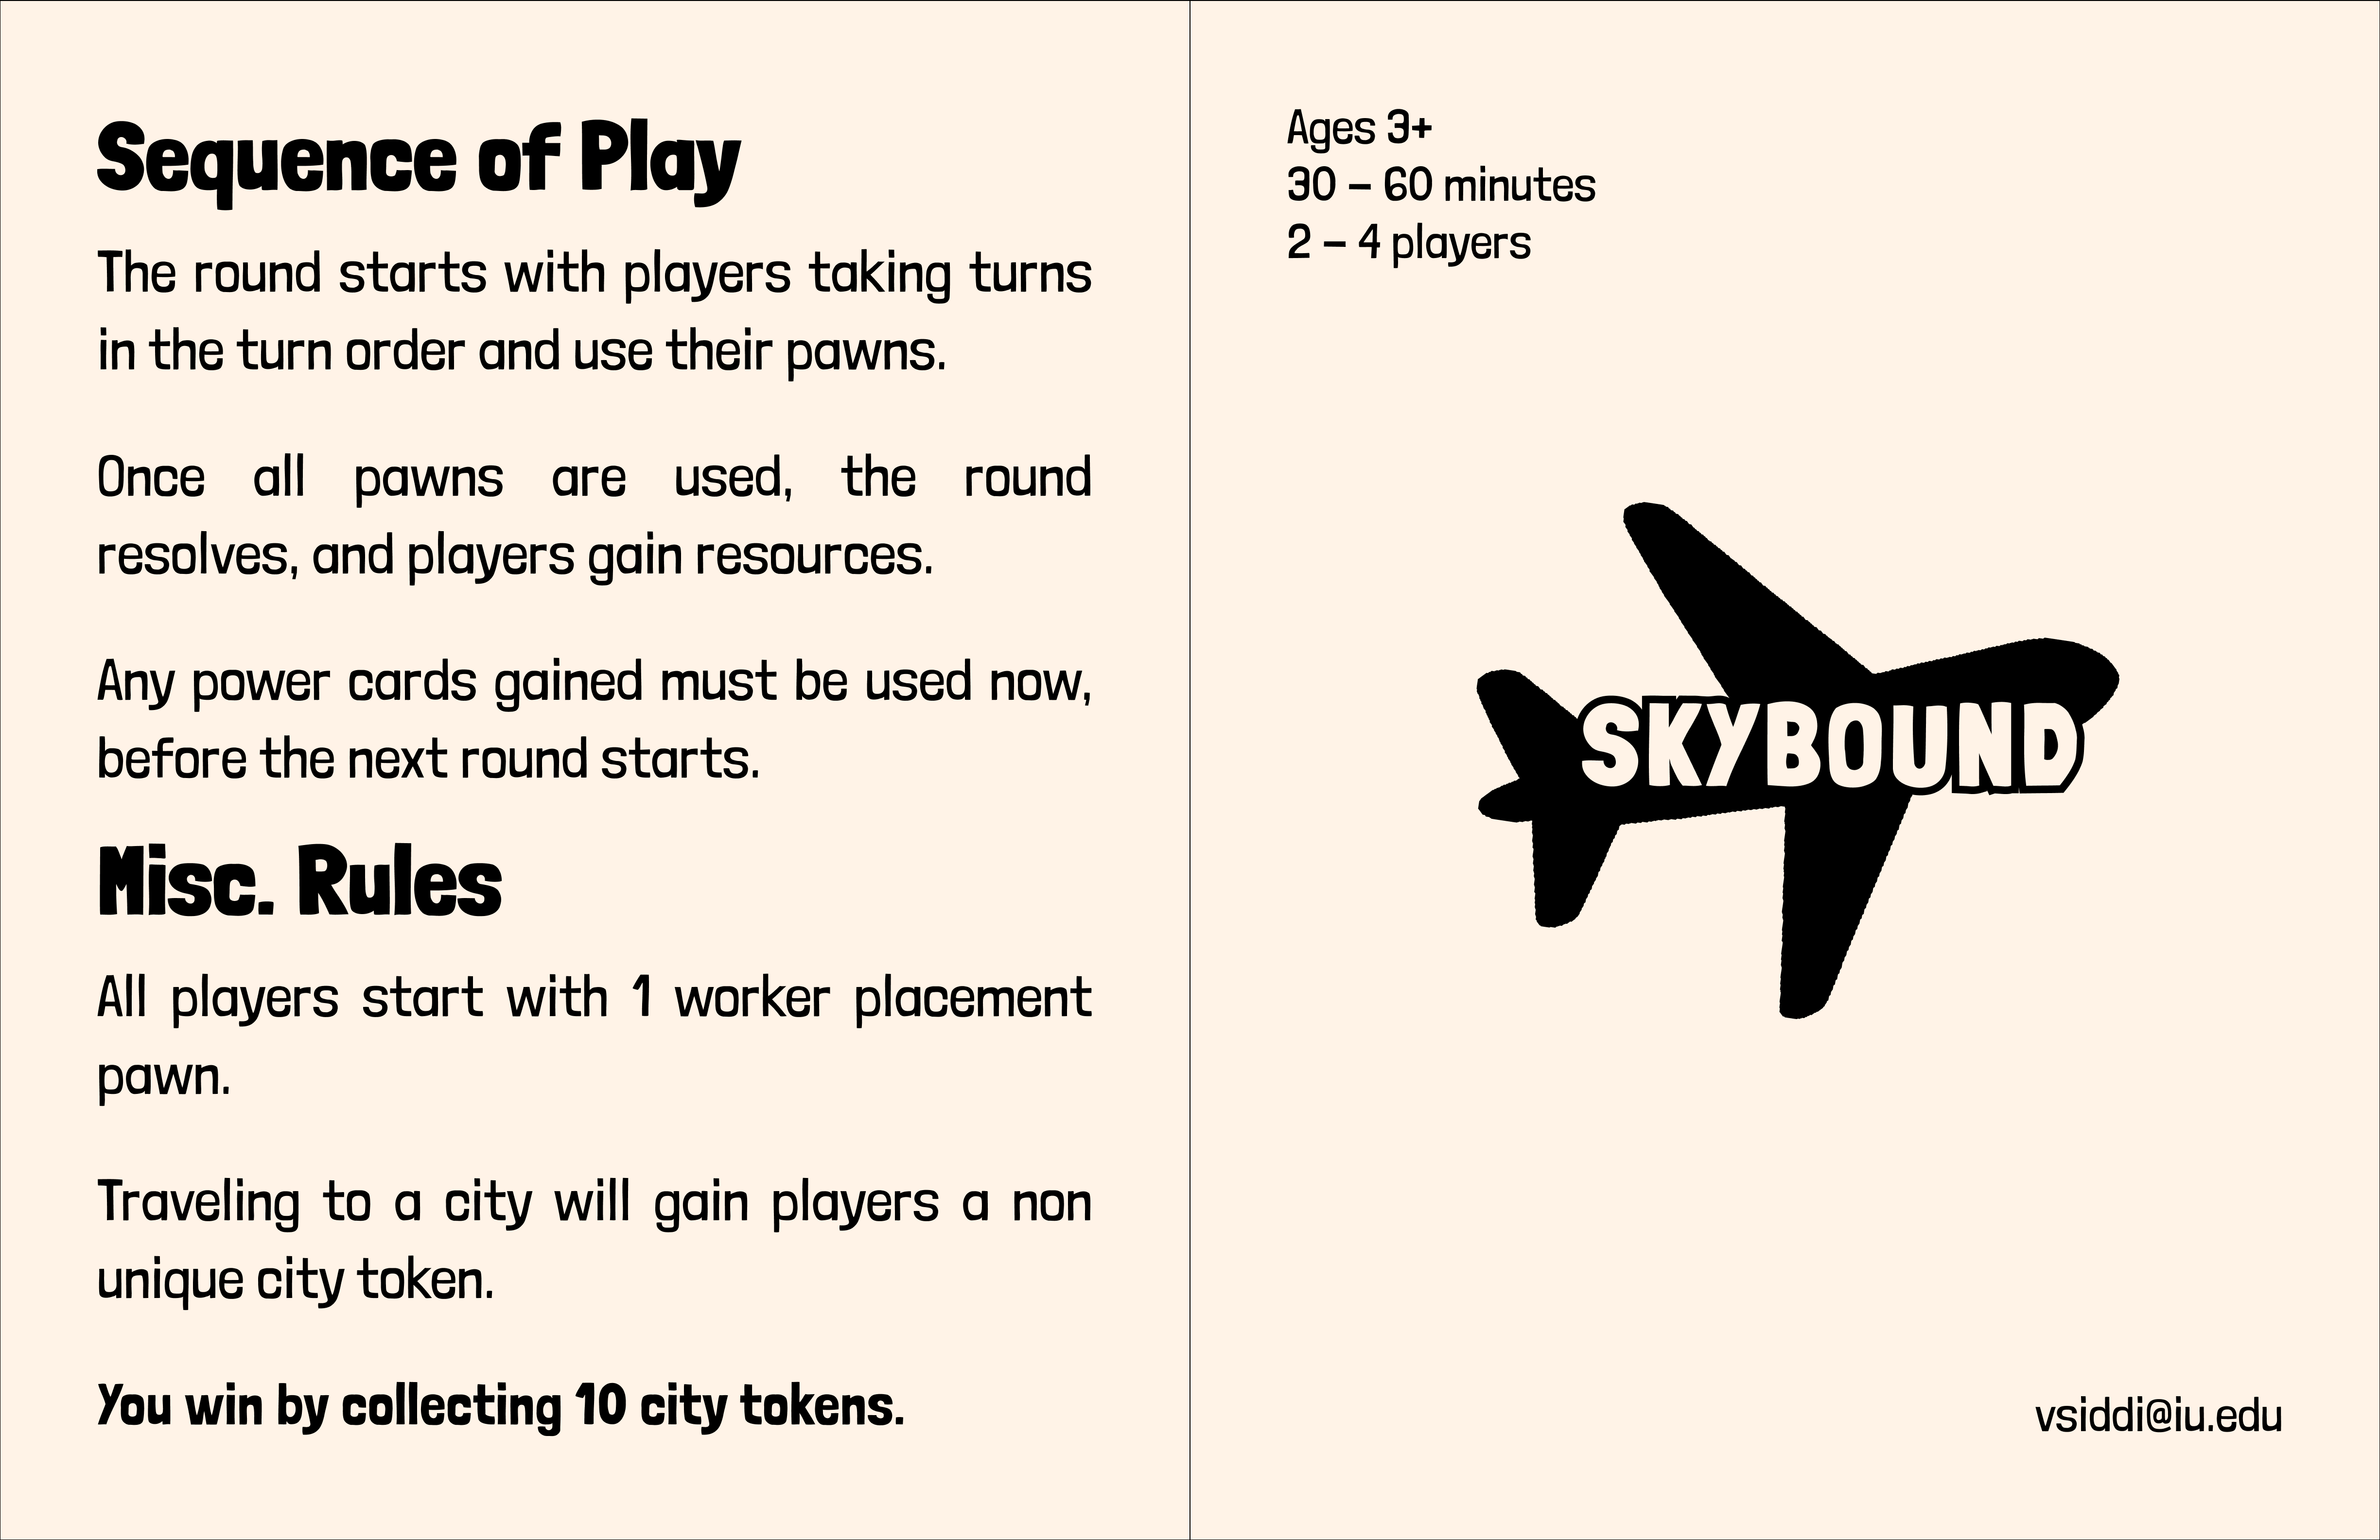 Sequence of Play
The round starts with players taking turns
in the turn order and use their pawns.
Once all pawns are used, the round
resolves, and players gain resources.
Any power cards gained must be used now,
before the next round starts.
Misc. Rules
All players start with 1 worker placement
pawn.
Traveling to a city will gain players a non
unique city token.
You win by collecting 10 city tokens.
Ages 3+
30 – 60 minutes
2 – 4 players
SKYBOUND
vsiddi@iu.edu